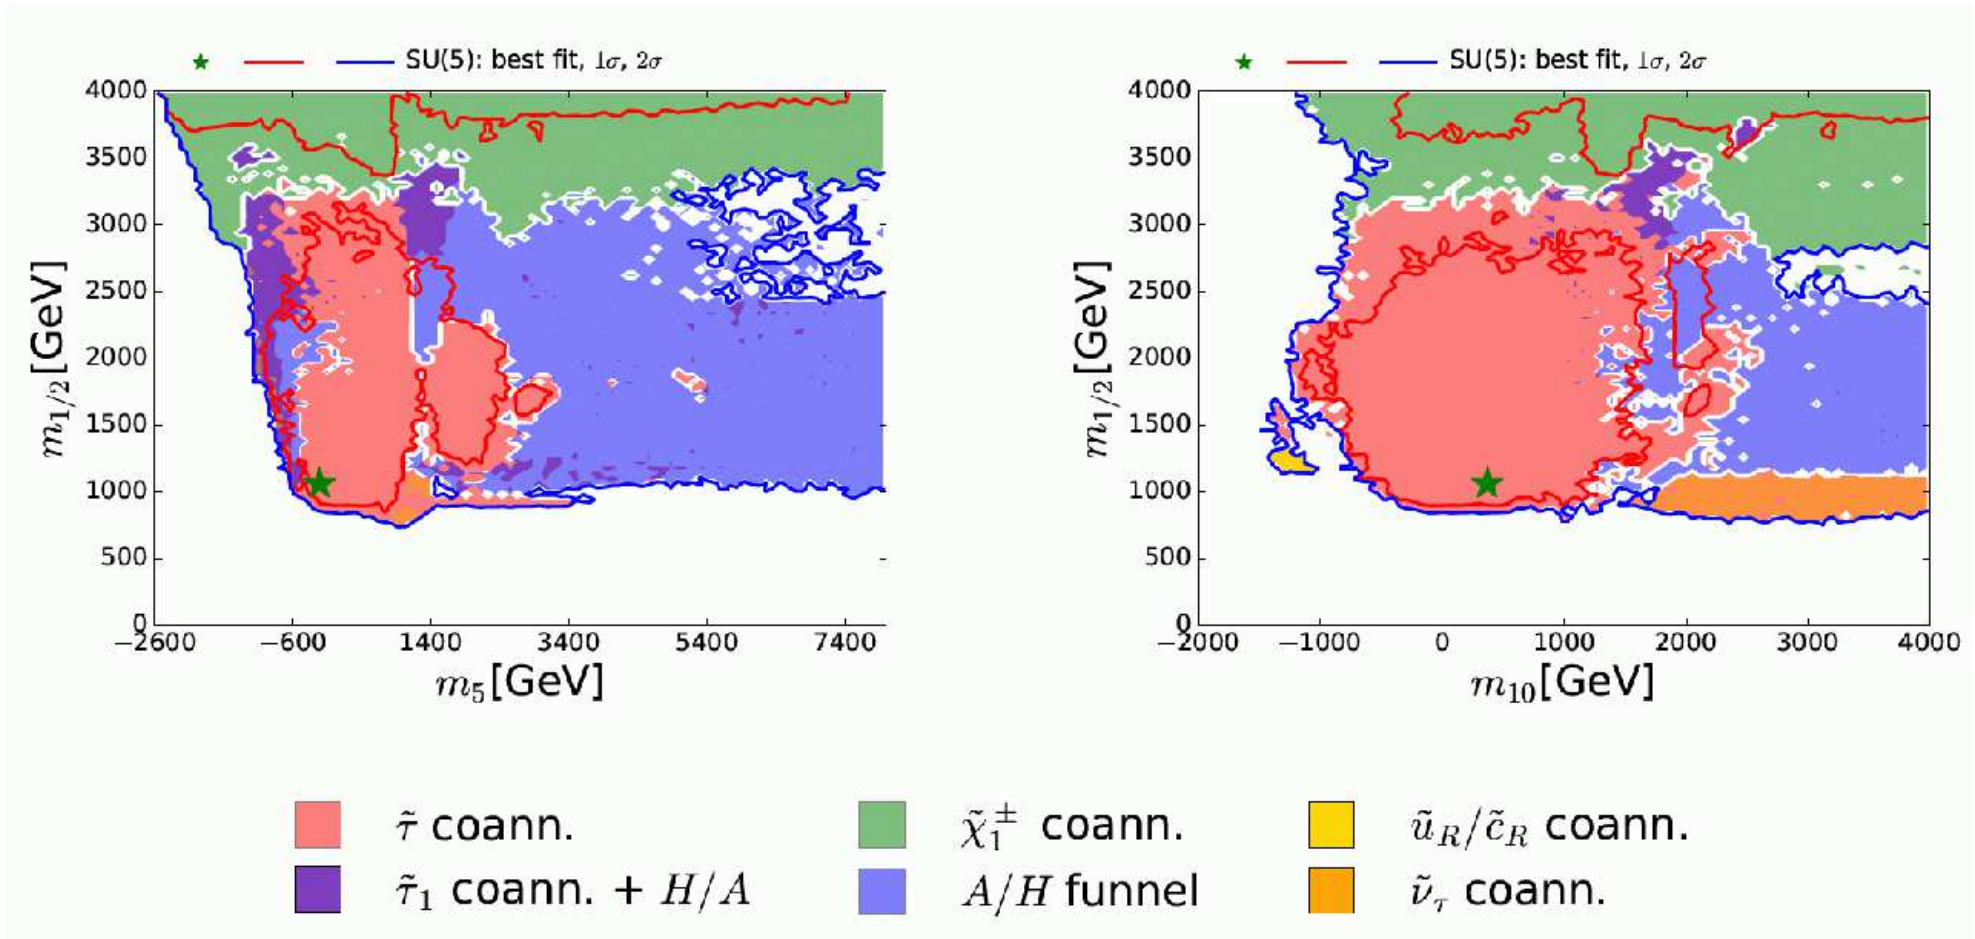 ★ — — SU(5): best fit, 1σ, 2σ
4000
3500
3000
2500
2000
1500
1000
500
0
m₁/₂[GeV]
−2600 −600 1400 3400 5400 7400
m₅[GeV]
★ — — SU(5): best fit, 1σ, 2σ
4000
3500
3000
2500
2000
1500
1000
500
0
m₁/₂[GeV]
−2000 −1000 0 1000 2000 3000 4000
m₁₀[GeV]
τ̃ coann.
χ̃₁^± coann.
ũ_R/c̃_R coann.
τ̃₁ coann. + H/A
A/H funnel
ν̃_τ coann.